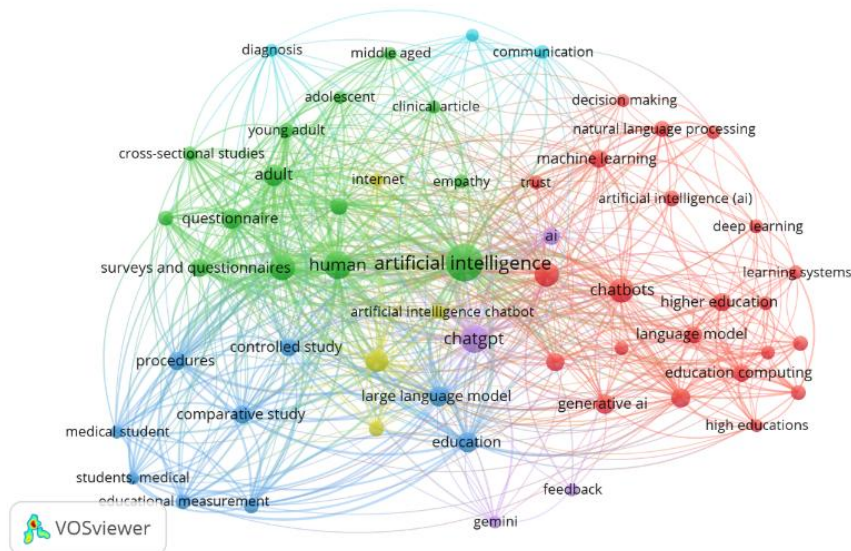 diagnosis
middle aged
communication
adolescent
clinical article
decision making
young adult
natural language processing
cross-sectional studies
machine learning
adult
internet
empathy
trust
artificial intelligence (ai)
questionnaire
deep learning
ai
surveys and questionnaires
human
artificial intelligence
learning systems
chatbots
higher education
artificial intelligence chatbot
chatgpt
language model
procedures
controlled study
education computing
large language model
generative ai
comparative study
medical student
high educations
education
students, medical
feedback
educational measurement
gemini
VOSviewer